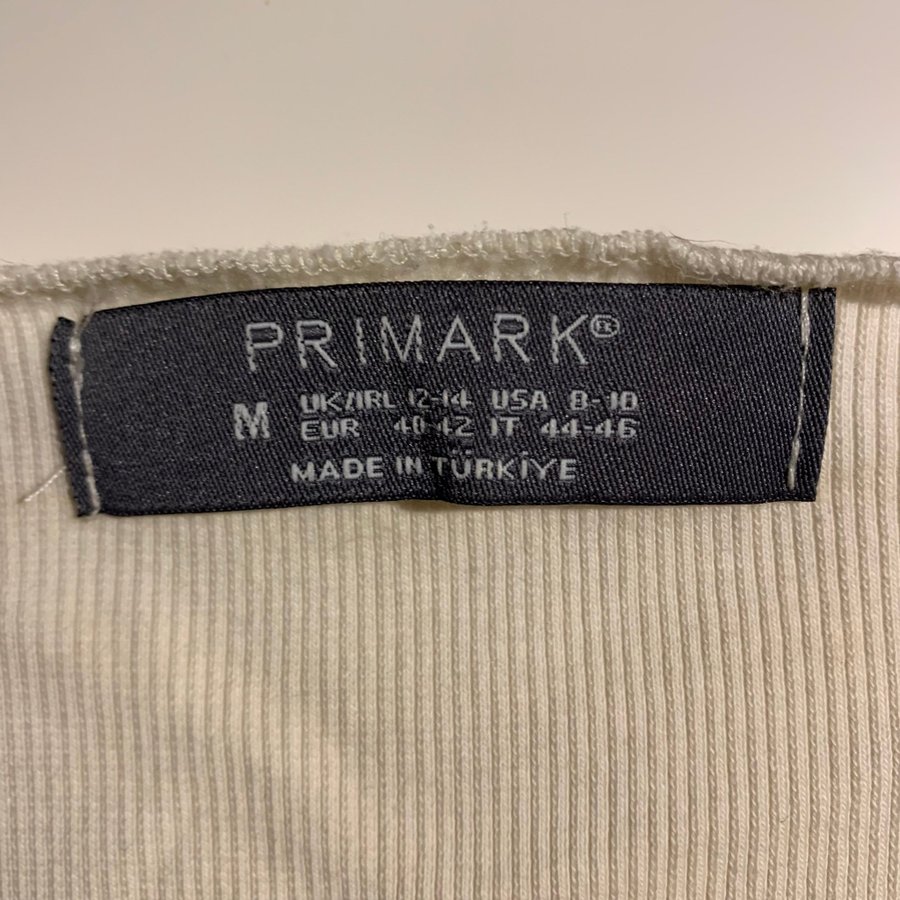 PRIMARK®
M UK/IRL 12-14 USA 8-10
EUR 40-42 IT 44-46
MADE IN TÜRKİYE